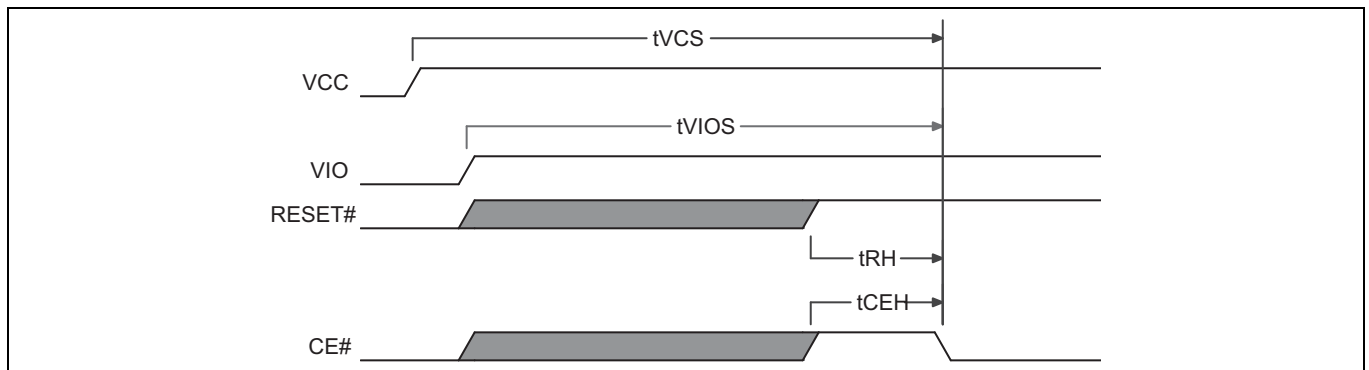 tVCS
VCC
tVIOS
VIO
RESET#
tRH
tCEH
CE#